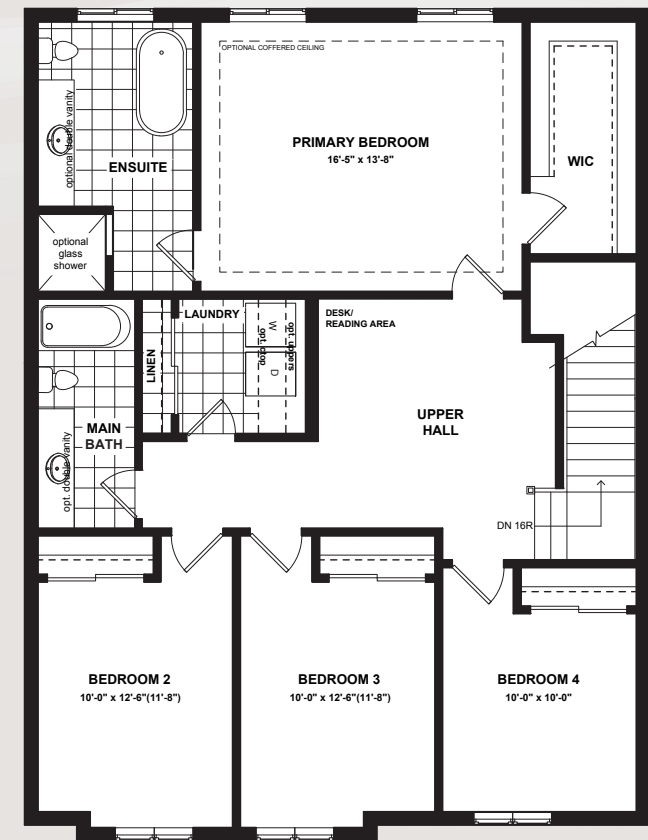 OPTIONAL COFFERED CEILING
optional double vanity
PRIMARY BEDROOM
16'-5" x 13'-8"
ENSUITE
WIC
optional
glass
shower
LAUNDRY
W
opt. ctop
opt. uppers
D
LINEN
DESK/
READING AREA
UPPER
HALL
MAIN
BATH
opt. double vanity
DN 16R
BEDROOM 2
10'-0" x 12'-6"(11'-8")
BEDROOM 3
10'-0" x 12'-6"(11'-8")
BEDROOM 4
10'-0" x 10'-0"